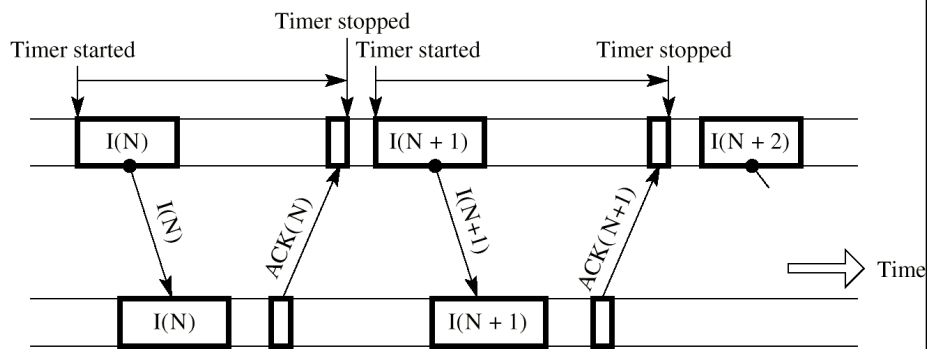 Timer stopped
Timer started
Timer started
Timer stopped
I(N)
I(N + 1)
I(N + 2)
I(N)
ACK(N)
I(N+1)
ACK(N+1)
Time
I(N)
I(N + 1)